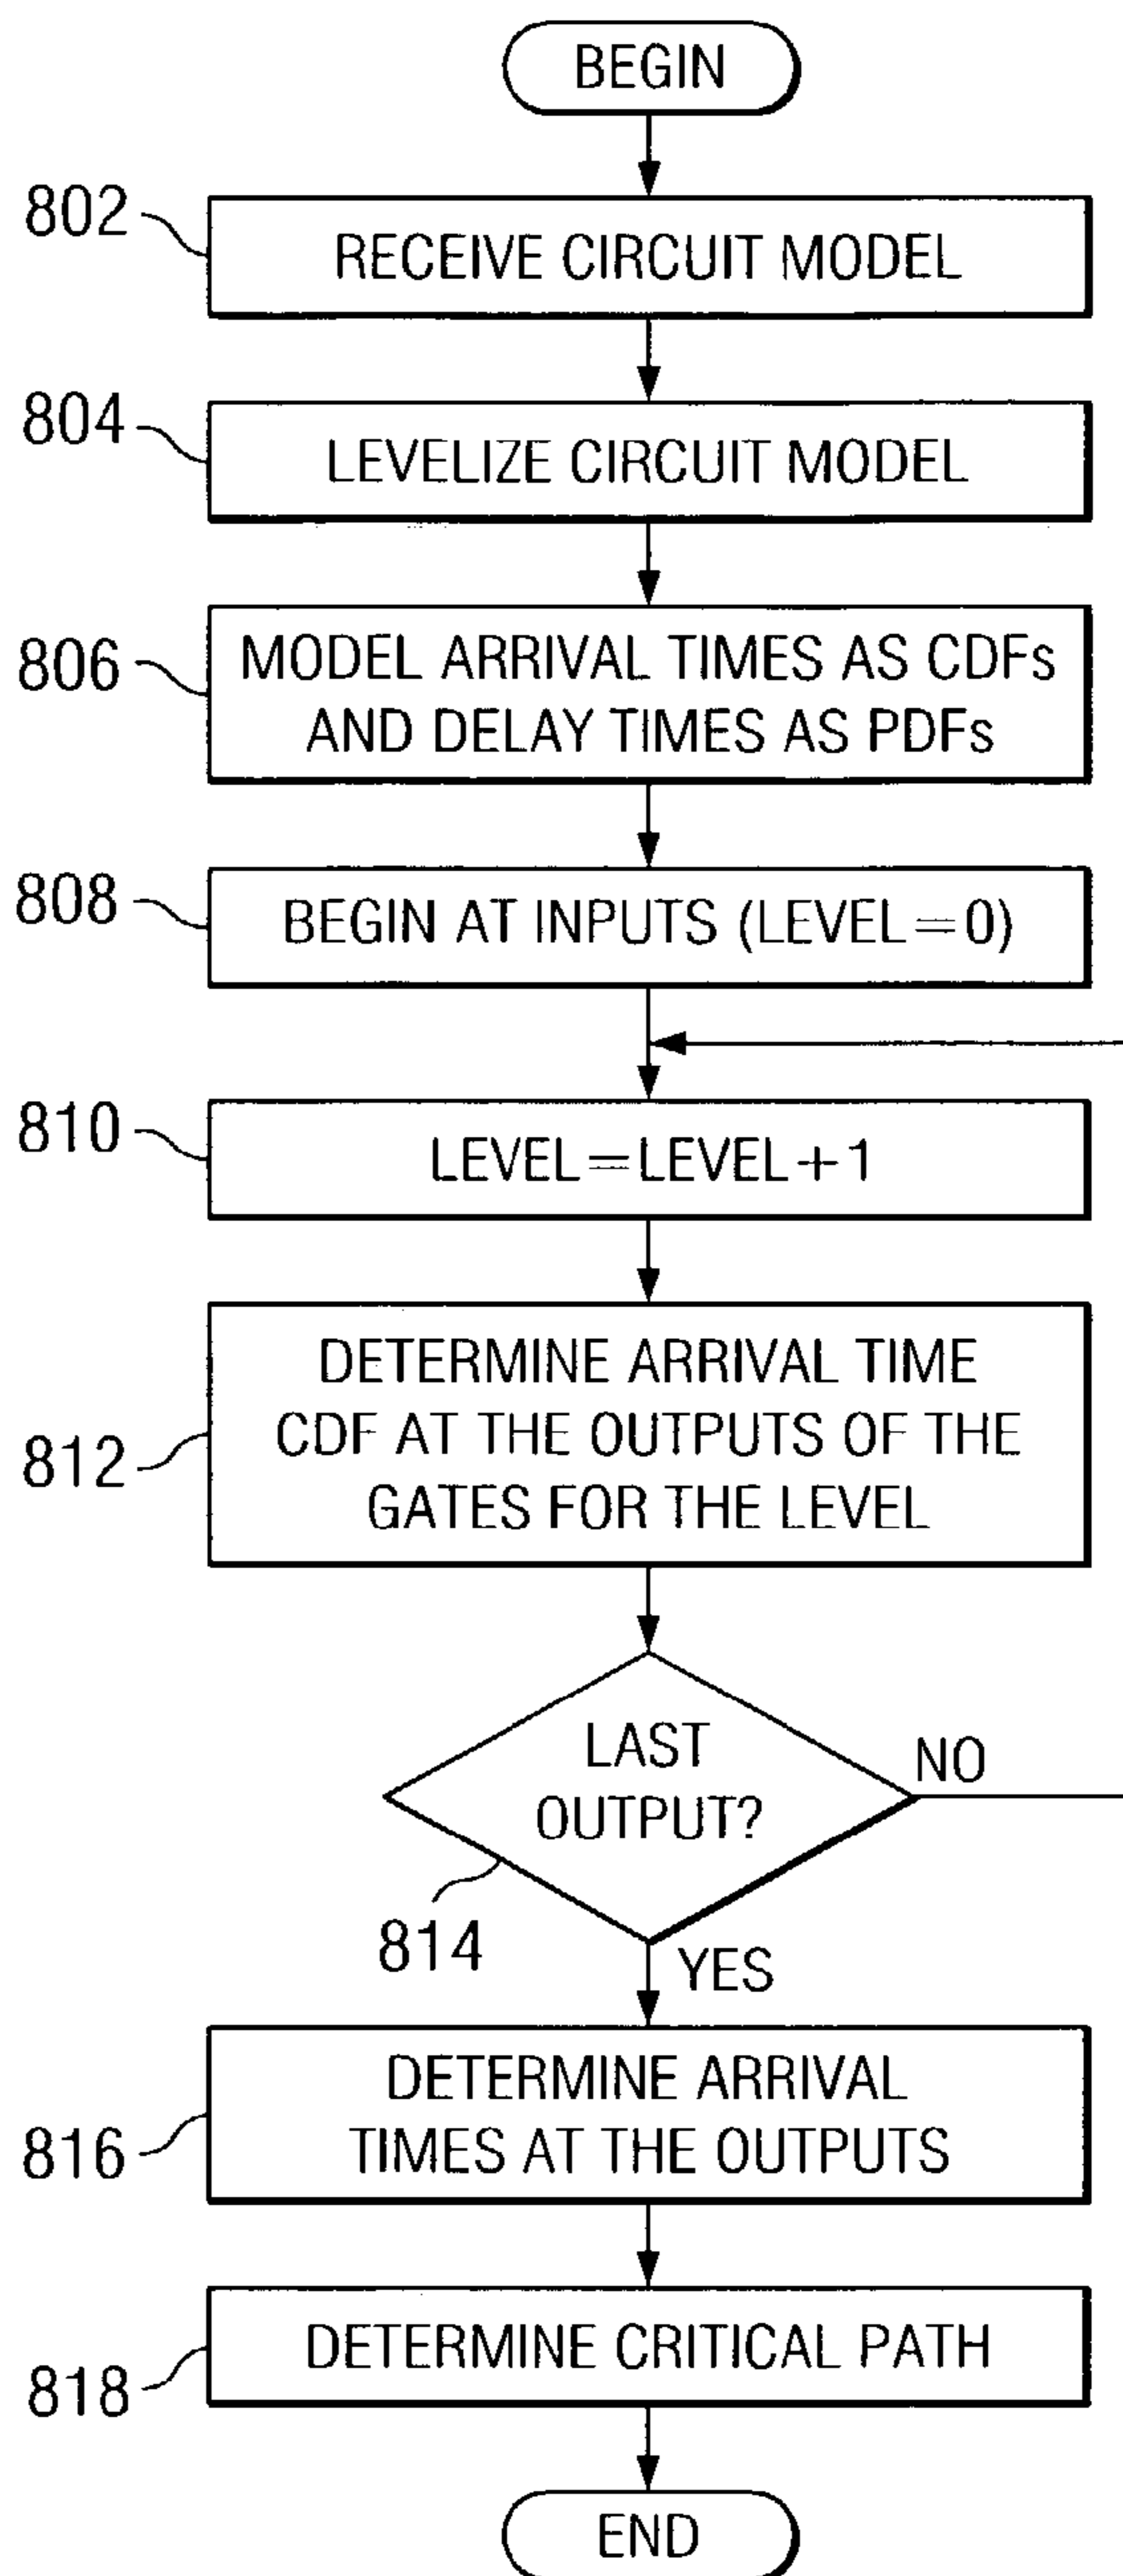 BEGIN
802
RECEIVE CIRCUIT MODEL
804
LEVELIZE CIRCUIT MODEL
806
MODEL ARRIVAL TIMES AS CDFs
AND DELAY TIMES AS PDFs
808
BEGIN AT INPUTS (LEVEL=0)
810
LEVEL=LEVEL+1
812
DETERMINE ARRIVAL TIME
CDF AT THE OUTPUTS OF THE
GATES FOR THE LEVEL
LAST
OUTPUT?
NO
814
YES
816
DETERMINE ARRIVAL
TIMES AT THE OUTPUTS
818
DETERMINE CRITICAL PATH
END